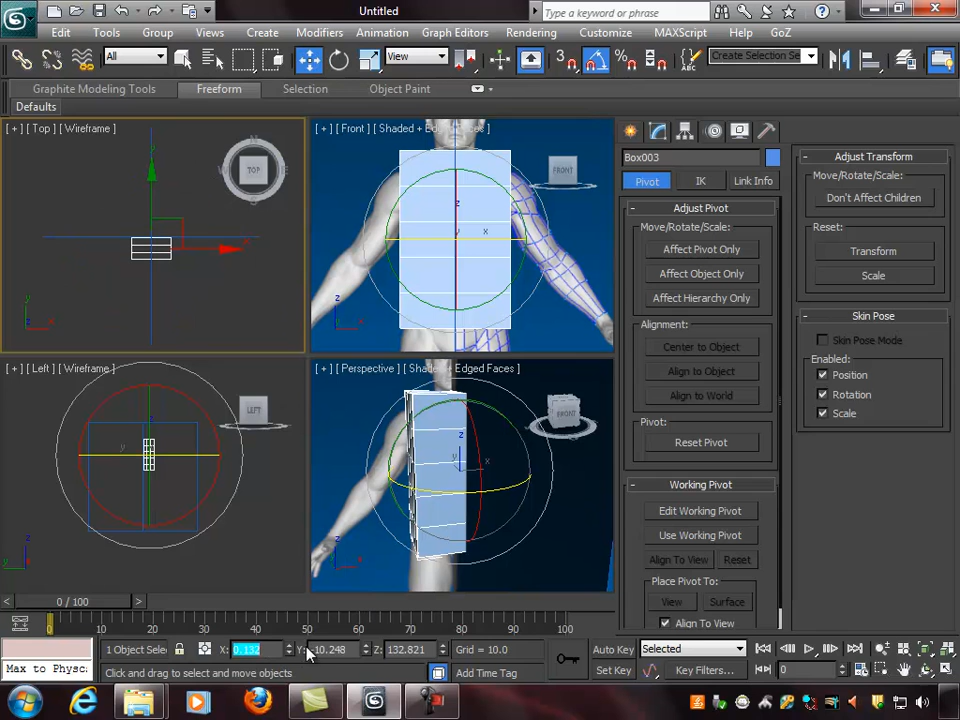 Untitled
Type a keyword or phrase
Edit Tools Group Views Create Modifiers Animation Graph Editors Rendering Customize MAXScript Help GoZ
All
View
3
Create Selection Se
Graphite Modeling Tools Freeform Selection Object Paint
Defaults
[ + ] [ Top ] [ Wireframe ]
TOP
[ + ] [ Front ] [ Shaded + Edged Faces ]
FRONT
Box003
Pivot IK Link Info
Adjust Pivot
Move/Rotate/Scale:
Affect Pivot Only
Affect Object Only
Affect Hierarchy Only
Alignment:
Center to Object
Align to Object
Align to World
Pivot:
Reset Pivot
Working Pivot
Edit Working Pivot
Use Working Pivot
Align To View Reset
Place Pivot To:
View Surface
Align To View
Adjust Transform
Move/Rotate/Scale:
Don't Affect Children
Reset:
Transform
Scale
Skin Pose
Skin Pose Mode
Enabled:
Position
Rotation
Scale
[ + ] [ Left ] [ Wireframe ]
LEFT
[ + ] [ Perspective ] [ Shaded + Edged Faces ]
FRONT
0 / 100
0 10 20 30 40 50 60 70 80 90 100
1 Object Selec X: 0.132 Y: -10.248 Z: 132.821 Grid = 10.0
Auto Key Selected
Max to Physc Click and drag to select and move objects Add Time Tag
Set Key Key Filters... 0